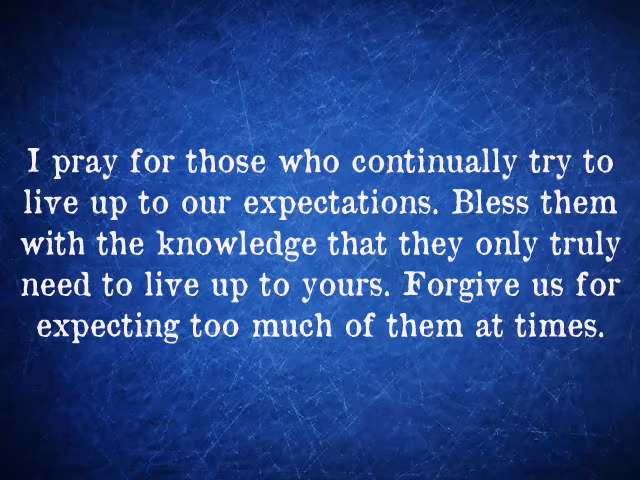 I pray for those who continually try to
live up to our expectations. Bless them
with the knowledge that they only truly
need to live up to yours. Forgive us for
expecting too much of them at times.